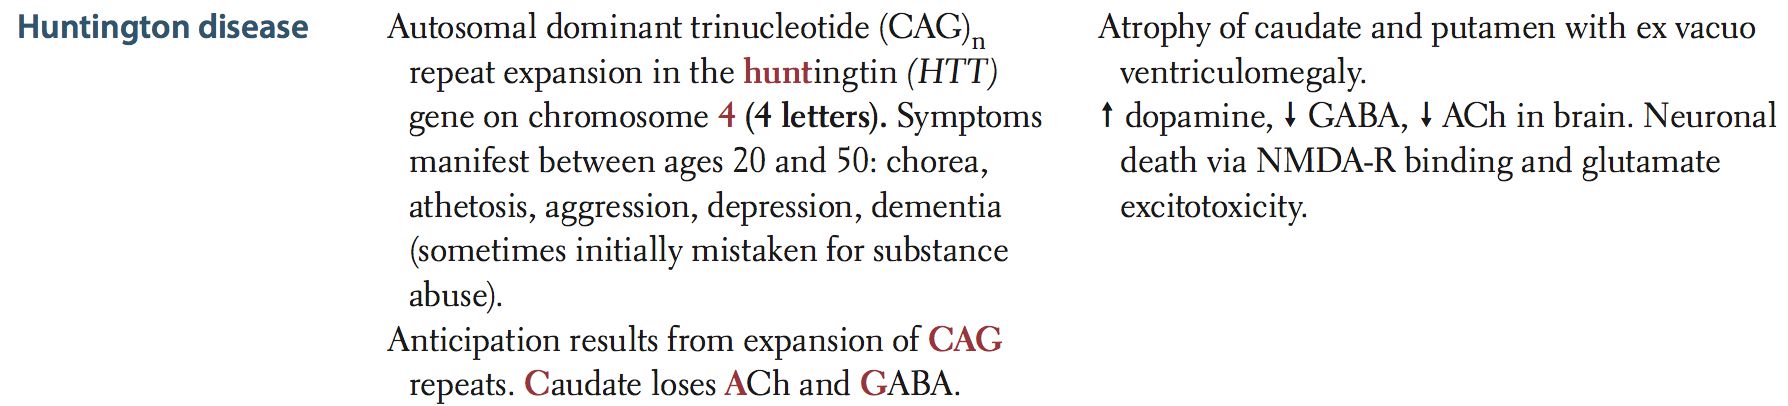 Huntington disease
Autosomal dominant trinucleotide (CAG)n
repeat expansion in the huntingtin (HTT)
gene on chromosome 4 (4 letters). Symptoms
manifest between ages 20 and 50: chorea,
athetosis, aggression, depression, dementia
(sometimes initially mistaken for substance
abuse).
Anticipation results from expansion of CAG
repeats. Caudate loses ACh and GABA.
Atrophy of caudate and putamen with ex vacuo
ventriculomegaly.
↑ dopamine, ↓ GABA, ↓ ACh in brain. Neuronal
death via NMDA-R binding and glutamate
excitotoxicity.